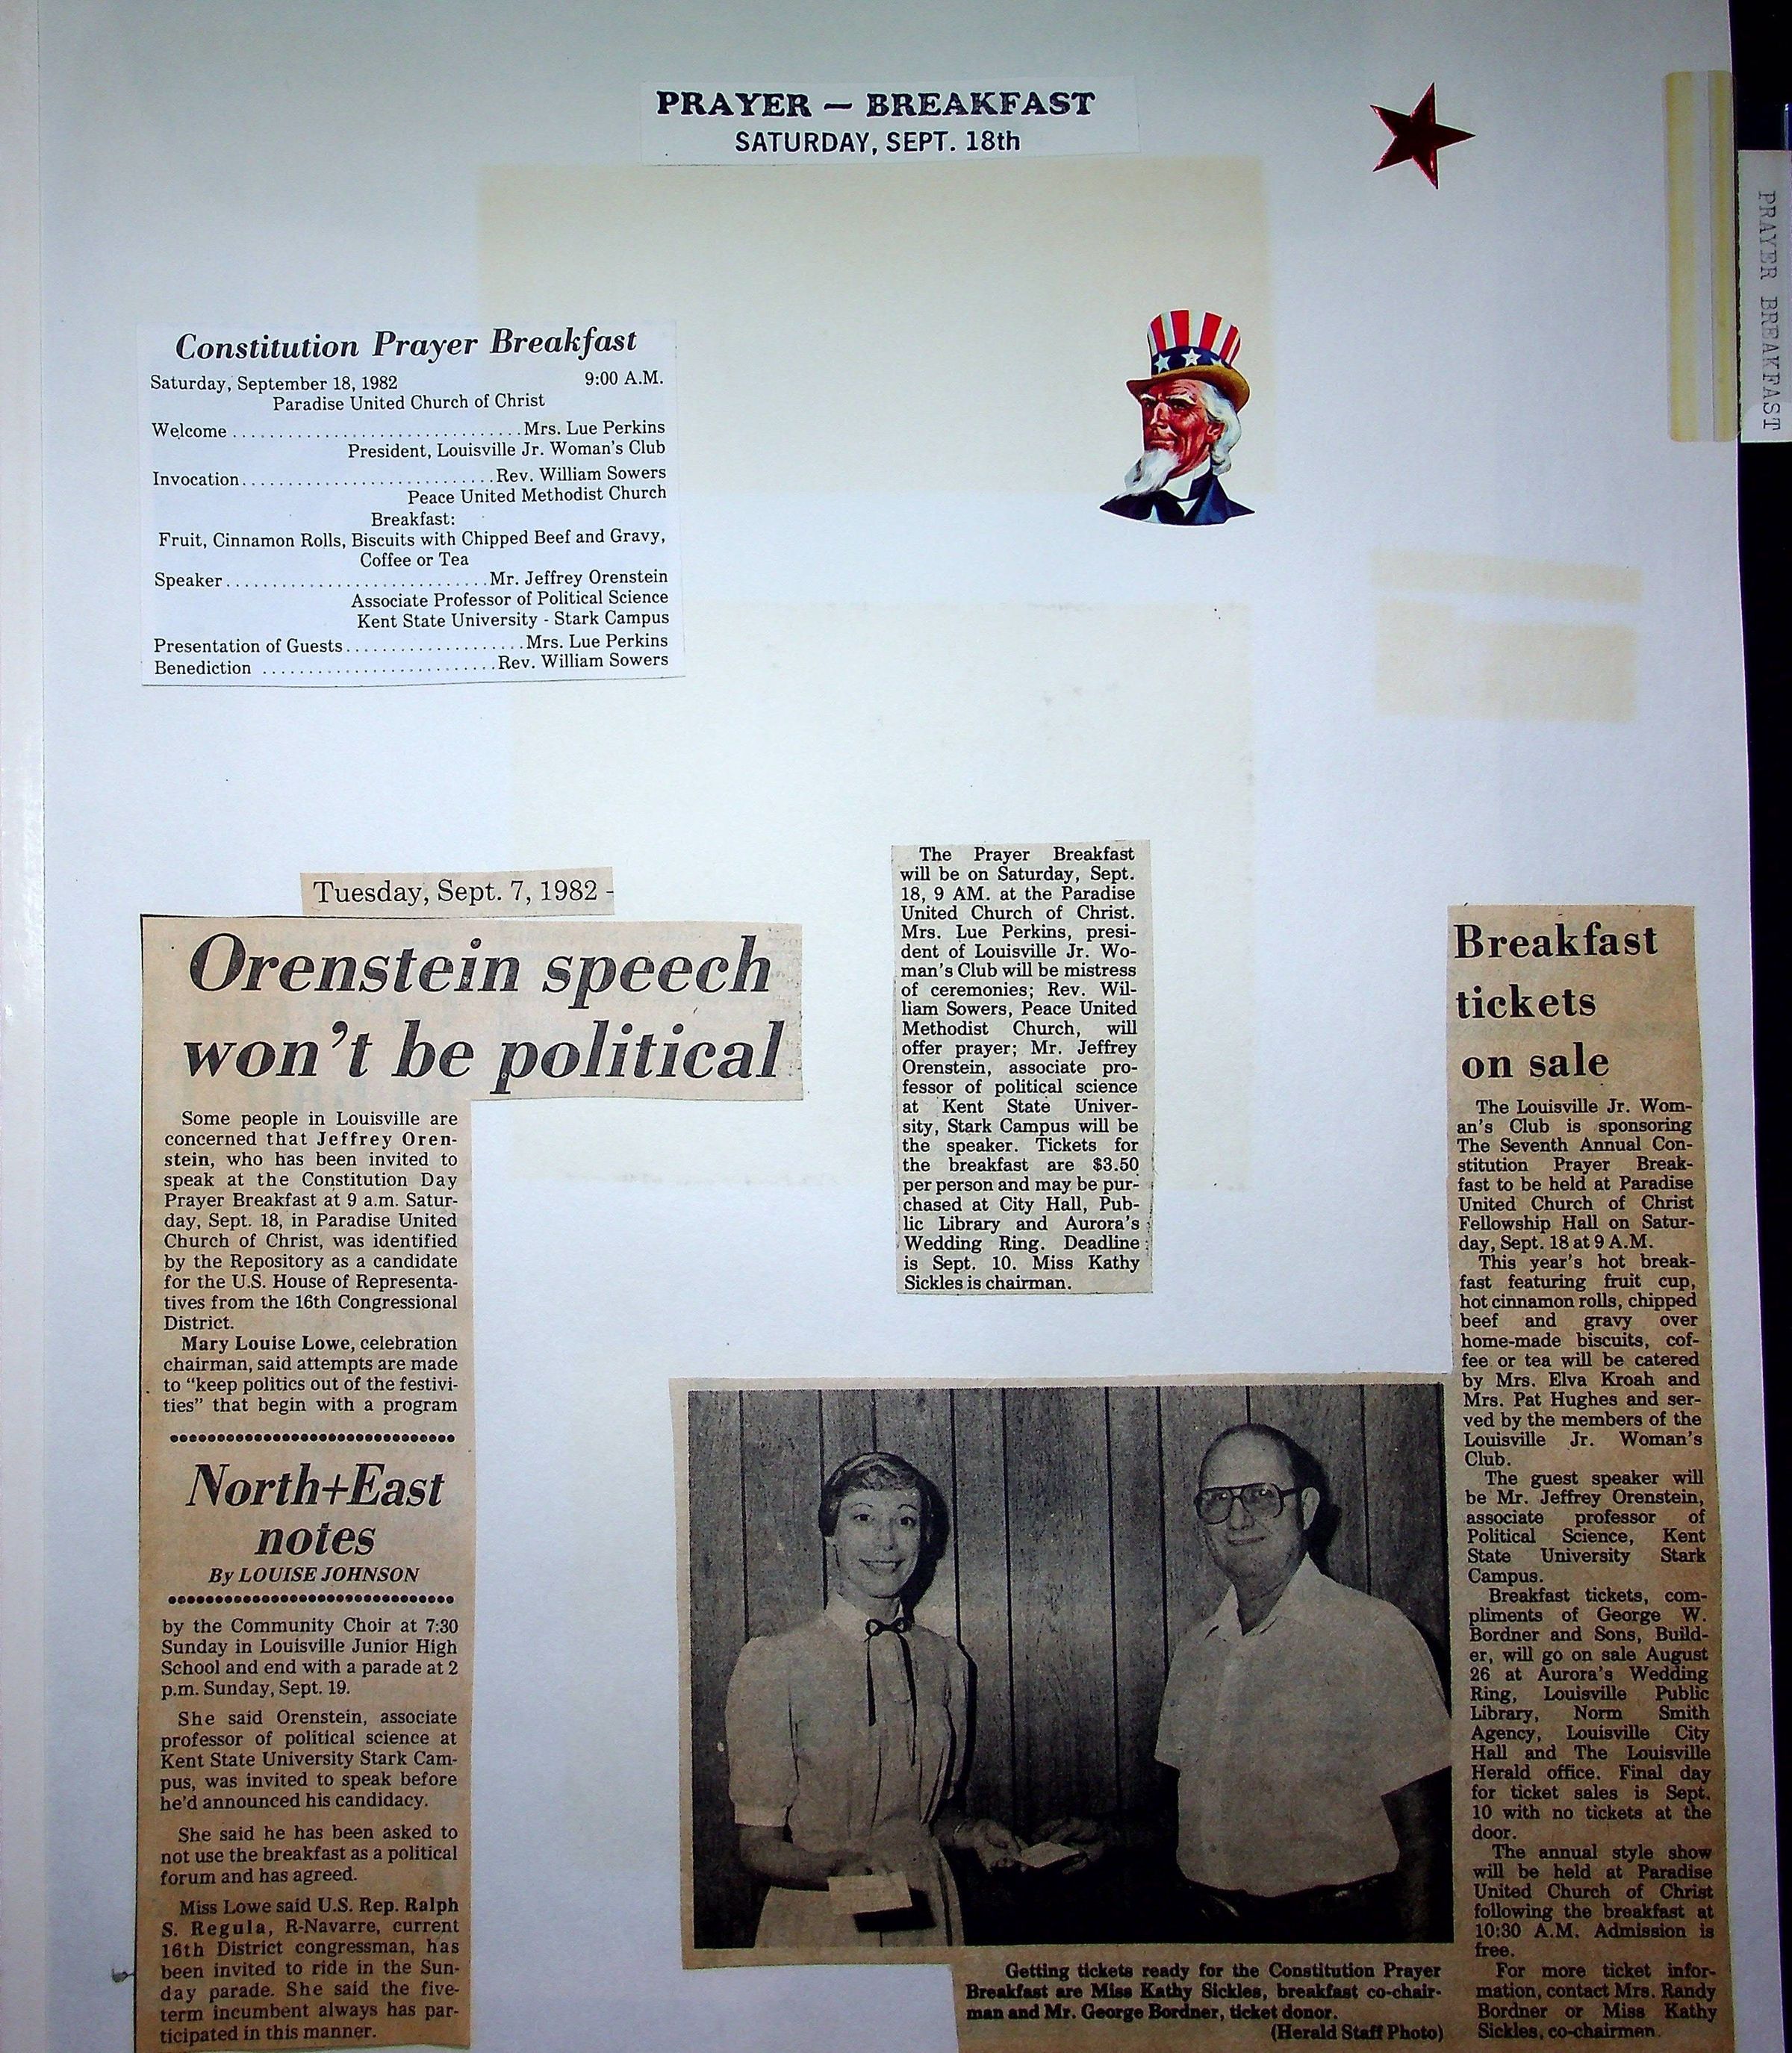 PRAYER — BREAKFAST
SATURDAY, SEPT. 18th
PRAYER BREAKFAST
Constitution Prayer Breakfast
Saturday, September 18, 1982 9:00 A.M.
Paradise United Church of Christ
Welcome ............................... Mrs. Lue Perkins
President, Louisville Jr. Woman's Club
Invocation........................... Rev. William Sowers
Peace United Methodist Church
Breakfast:
Fruit, Cinnamon Rolls, Biscuits with Chipped Beef and Gravy,
Coffee or Tea
Speaker............................ Mr. Jeffrey Orenstein
Associate Professor of Political Science
Kent State University - Stark Campus
Presentation of Guests.................... Mrs. Lue Perkins
Benediction ......................... Rev. William Sowers
Tuesday, Sept. 7, 1982 -
Orenstein speech
won't be political
Some people in Louisville are
concerned that Jeffrey Oren-
stein, who has been invited to
speak at the Constitution Day
Prayer Breakfast at 9 a.m. Satur-
day, Sept. 18, in Paradise United
Church of Christ, was identified
by the Repository as a candidate
for the U.S. House of Representa-
tives from the 16th Congressional
District.
Mary Louise Lowe, celebration
chairman, said attempts are made
to "keep politics out of the festivi-
ties" that begin with a program
North+East
notes
By LOUISE JOHNSON
by the Community Choir at 7:30
Sunday in Louisville Junior High
School and end with a parade at 2
p.m. Sunday, Sept. 19.
She said Orenstein, associate
professor of political science at
Kent State University Stark Cam-
pus, was invited to speak before
he'd announced his candidacy.
She said he has been asked to
not use the breakfast as a political
forum and has agreed.
Miss Lowe said U.S. Rep. Ralph
S. Regula, R-Navarre, current
16th District congressman, has
been invited to ride in the Sun-
day parade. She said the five-
term incumbent always has par-
ticipated in this manner.
The Prayer Breakfast
will be on Saturday, Sept.
18, 9 AM. at the Paradise
United Church of Christ.
Mrs. Lue Perkins, presi-
dent of Louisville Jr. Wo-
man's Club will be mistress
of ceremonies; Rev. Wil-
liam Sowers, Peace United
Methodist Church, will
offer prayer; Mr. Jeffrey
Orenstein, associate pro-
fessor of political science
at Kent State Univer-
sity, Stark Campus will be
the speaker. Tickets for
the breakfast are $3.50
per person and may be pur-
chased at City Hall, Pub-
lic Library and Aurora's
Wedding Ring. Deadline
is Sept. 10. Miss Kathy
Sickles is chairman.
Getting tickets ready for the Constitution Prayer
Breakfast are Miss Kathy Sickles, breakfast co-chair-
man and Mr. George Bordner, ticket donor.
(Herald Staff Photo)
Breakfast
tickets
on sale
The Louisville Jr. Wom-
an's Club is sponsoring
The Seventh Annual Con-
stitution Prayer Break-
fast to be held at Paradise
United Church of Christ
Fellowship Hall on Satur-
day, Sept. 18 at 9 A.M.
This year's hot break-
fast featuring fruit cup,
hot cinnamon rolls, chipped
beef and gravy over
home-made biscuits, cof-
fee or tea will be catered
by Mrs. Elva Kroah and
Mrs. Pat Hughes and ser-
ved by the members of the
Louisville Jr. Woman's
Club.
The guest speaker will
be Mr. Jeffrey Orenstein,
associate professor of
Political Science, Kent
State University Stark
Campus.
Breakfast tickets, com-
pliments of George W.
Bordner and Sons, Build-
er, will go on sale August
26 at Aurora's Wedding
Ring, Louisville Public
Library, Norm Smith
Agency, Louisville City
Hall and The Louisville
Herald office. Final day
for ticket sales is Sept.
10 with no tickets at the
door.
The annual style show
will be held at Paradise
United Church of Christ
following the breakfast at
10:30 A.M. Admission is
free.
For more ticket infor-
mation, contact Mrs. Randy
Bordner or Miss Kathy
Sickles, co-chairmen.